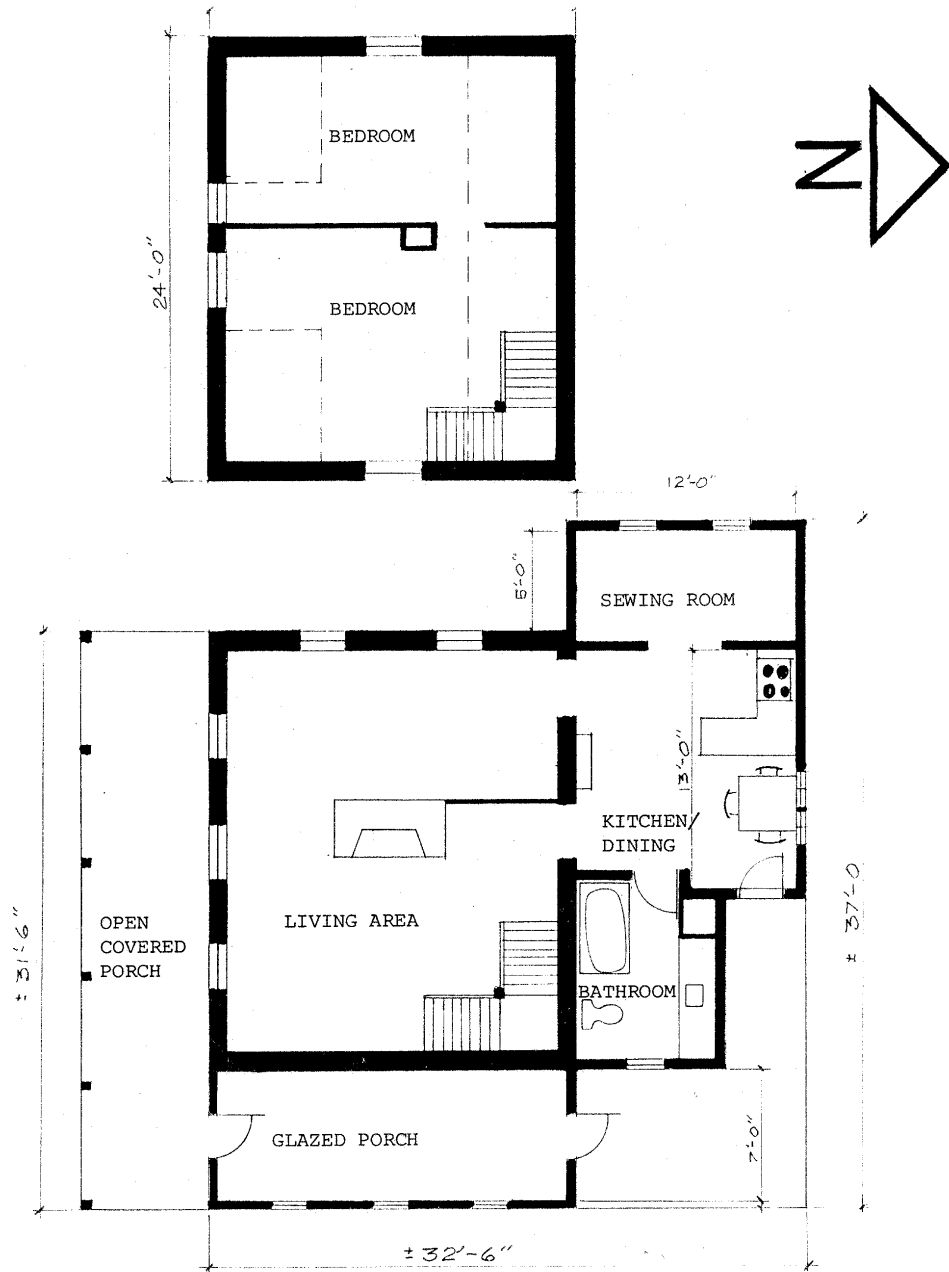 BEDROOM
N
24'-0"
BEDROOM
12'-0"
5'-0"
SEWING ROOM
13'-0"
KITCHEN/
DINING
± 31'-6"
OPEN
COVERED
PORCH
LIVING AREA
± 37'-0
BATHROOM
GLAZED PORCH
7'-0"
± 32'-6"